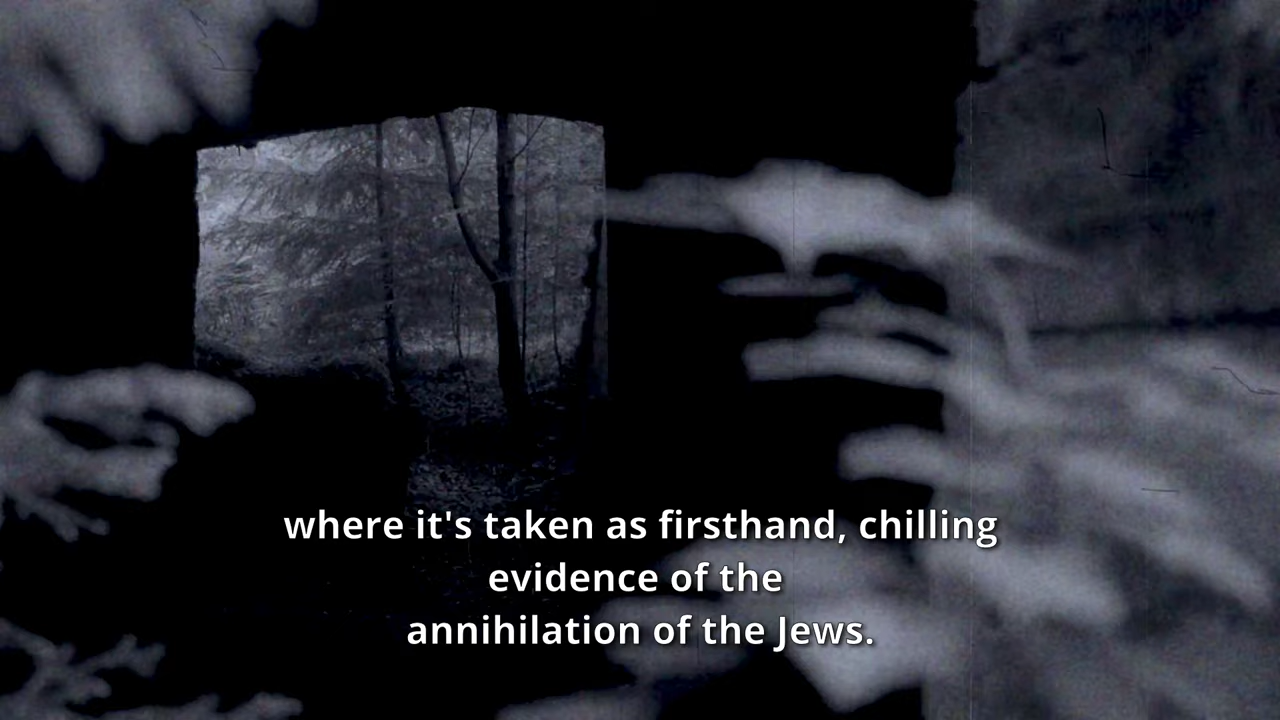 where it's taken as firsthand, chilling
evidence of the
annihilation of the Jews.